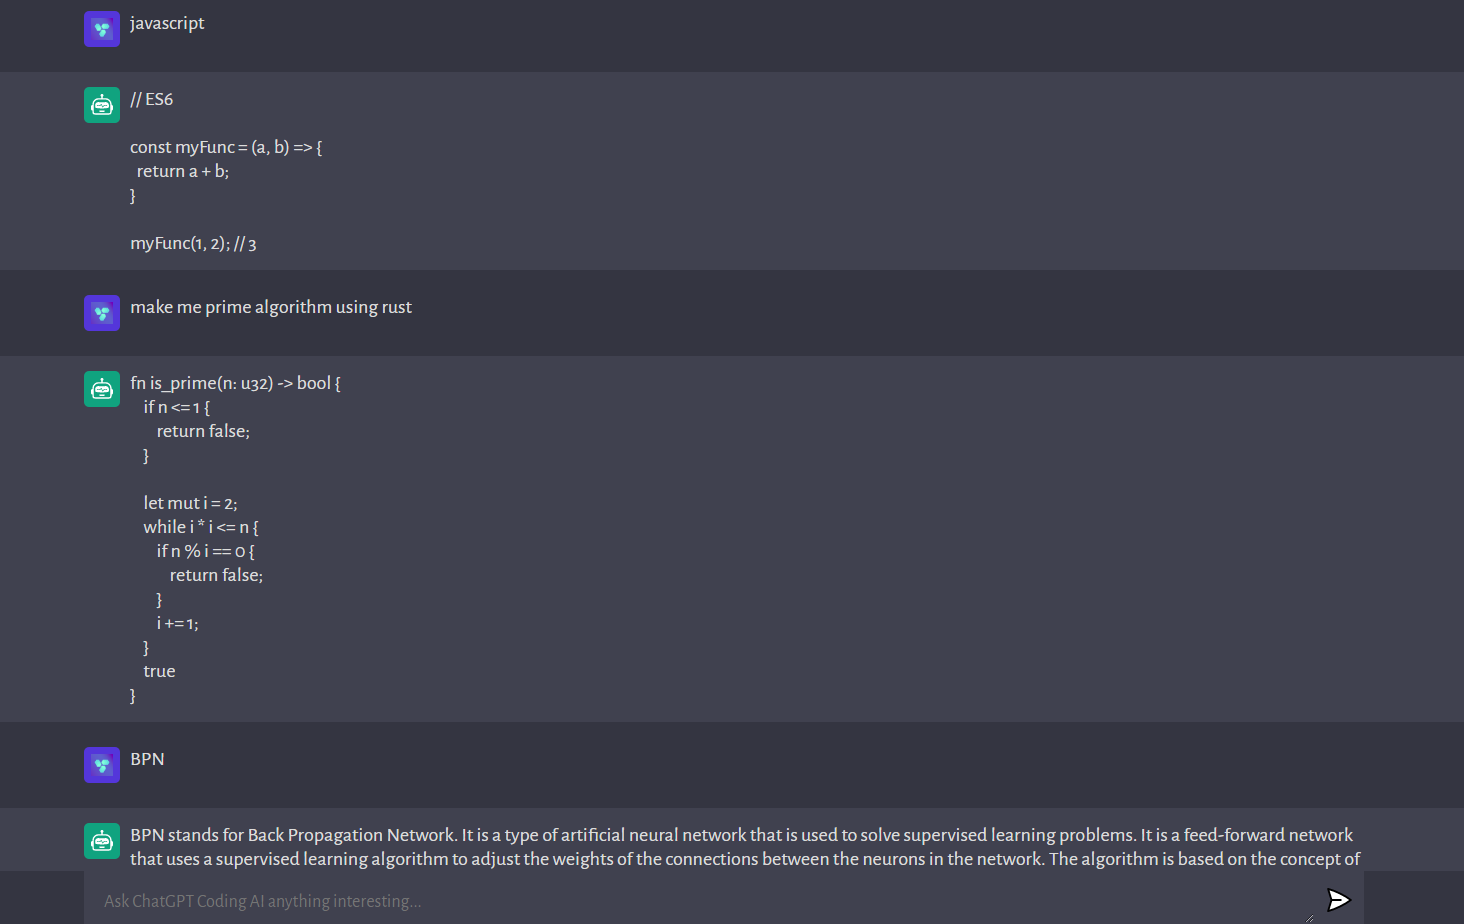 javascript
// ES6
const myFunc = (a, b) => {
  return a + b;
}
myFunc(1, 2); // 3
make me prime algorithm using rust
fn is_prime(n: u32) -> bool {
    if n <= 1 {
        return false;
    }
    let mut i = 2;
    while i * i <= n {
        if n % i == 0 {
            return false;
        }
        i += 1;
    }
    true
}
BPN
BPN stands for Back Propagation Network. It is a type of artificial neural network that is used to solve supervised learning problems. It is a feed-forward network
that uses a supervised learning algorithm to adjust the weights of the connections between the neurons in the network. The algorithm is based on the concept of
Ask ChatGPT Coding AI anything interesting...